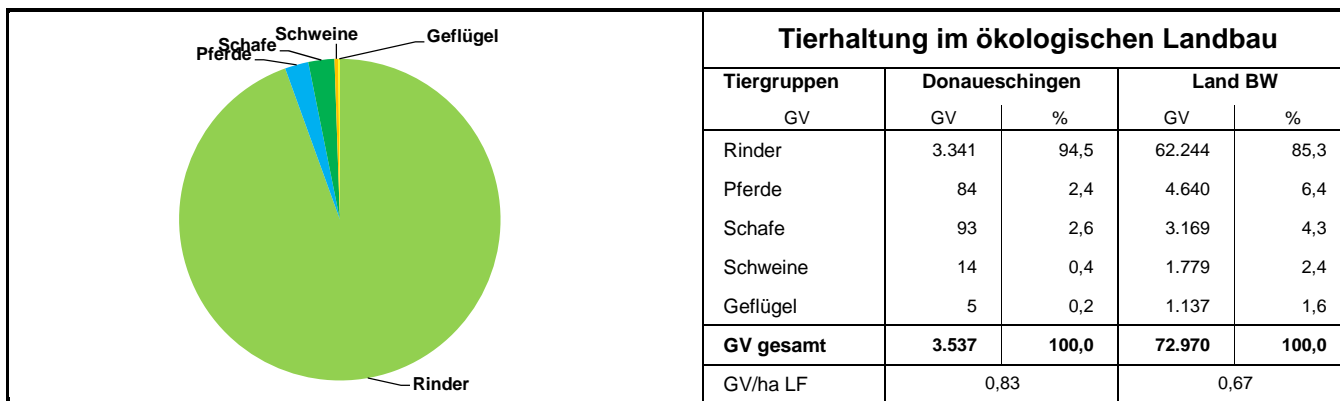 Schweine
Geflügel
Schafe
Pferde
Rinder
Tierhaltung im ökologischen Landbau
Tiergruppen Donaueschingen Land BW
GV GV % GV %
Rinder 3.341 94,5 62.244 85,3
Pferde 84 2,4 4.640 6,4
Schafe 93 2,6 3.169 4,3
Schweine 14 0,4 1.779 2,4
Geflügel 5 0,2 1.137 1,6
GV gesamt 3.537 100,0 72.970 100,0
GV/ha LF 0,83 0,67